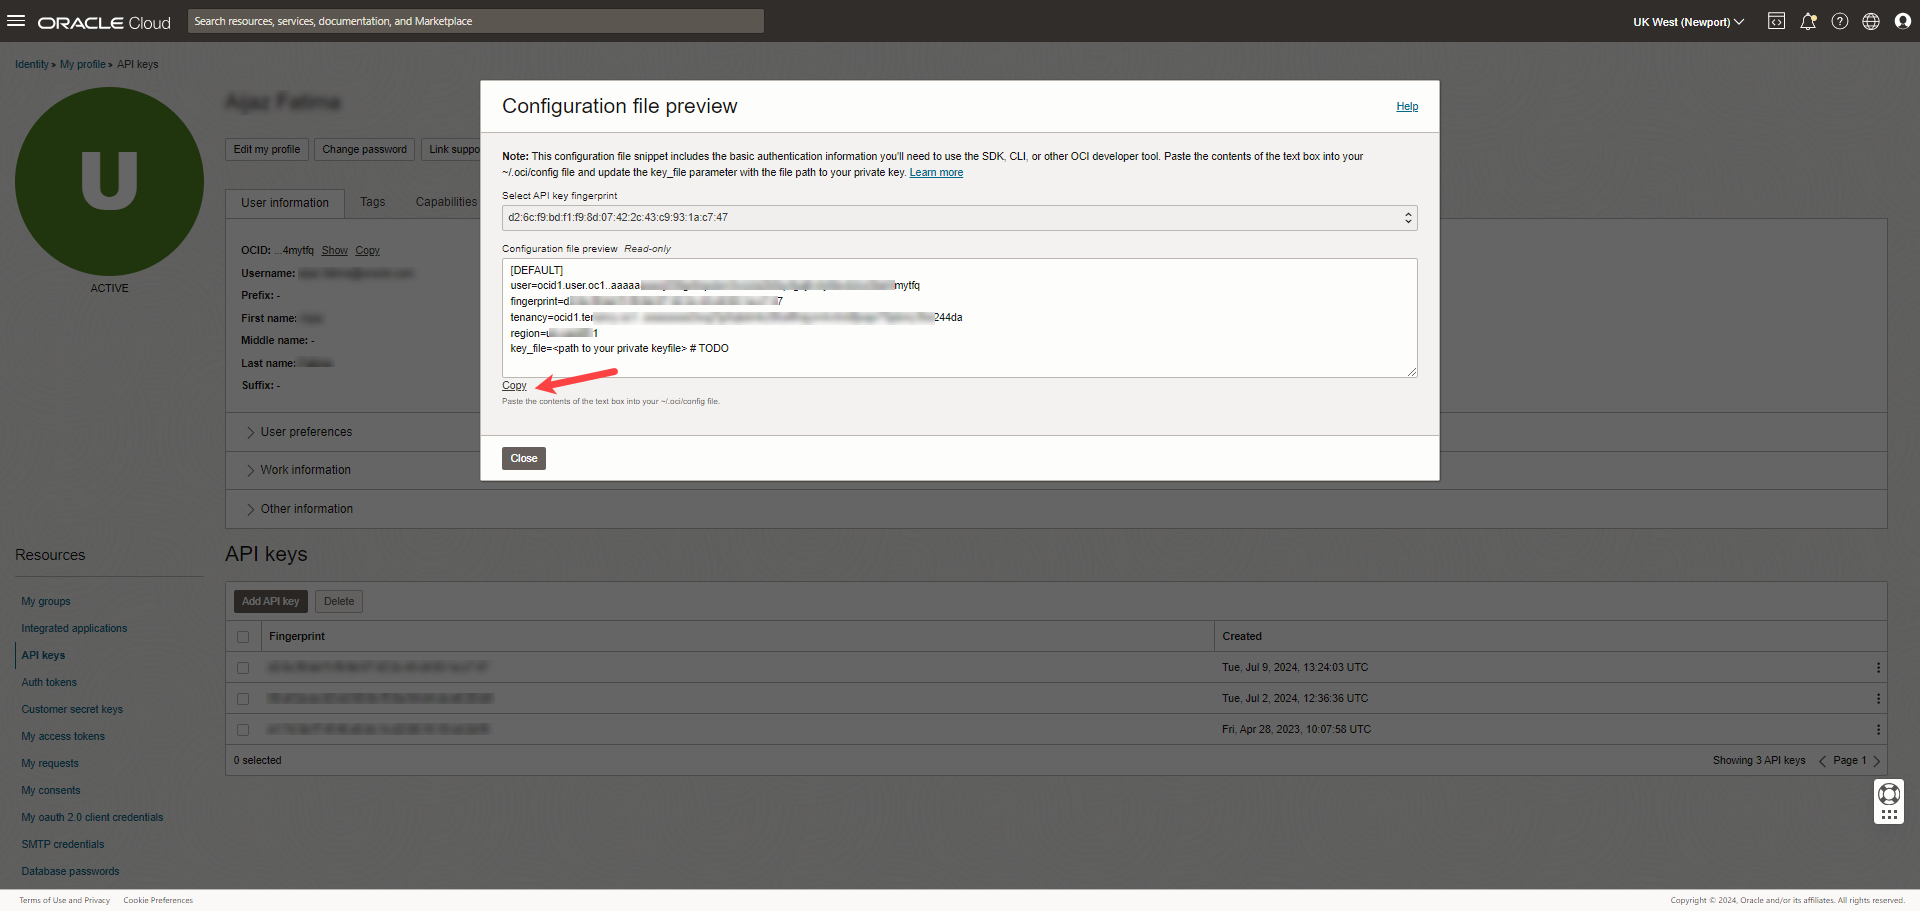 ORACLE Cloud
Search resources, services, documentation, and Marketplace
UK West (Newport)
Identity » My profile » API keys
U
ACTIVE
Edit my profile
Change password
Link suppo
User information
Tags
Capabilities
OCID: ...4mytfq Show Copy
Username:
Prefix: -
First name:
Middle name: -
Last name:
Suffix: -
User preferences
Work information
Other information
Configuration file preview
Help
Note: This configuration file snippet includes the basic authentication information you'll need to use the SDK, CLI, or other OCI developer tool. Paste the contents of the text box into your
~/.oci/config file and update the key_file parameter with the file path to your private key. Learn more
Select API key fingerprint
d2:6c:f9:bd:f1:f9:8d:07:42:2c:43:c9:93:1a:c7:47
Configuration file preview Read-only
[DEFAULT]
user=ocid1.user.oc1..aaaaa mytfq
fingerprint=d 7
tenancy=ocid1.te 244da
region=u 1
key_file=<path to your private keyfile> # TODO
Copy
Paste the contents of the text box into your ~/.oci/config file.
Close
Resources
My groups
Integrated applications
API keys
Auth tokens
Customer secret keys
My access tokens
My requests
My consents
My oauth 2.0 client credentials
SMTP credentials
Database passwords
API keys
Add API key
Delete
Fingerprint
Created
Tue, Jul 9, 2024, 13:24:03 UTC
Tue, Jul 2, 2024, 12:36:36 UTC
Fri, Apr 28, 2023, 10:07:58 UTC
0 selected
Showing 3 API keys
Page 1
Terms of Use and Privacy
Cookie Preferences
Copyright © 2024, Oracle and/or its affiliates. All rights reserved.